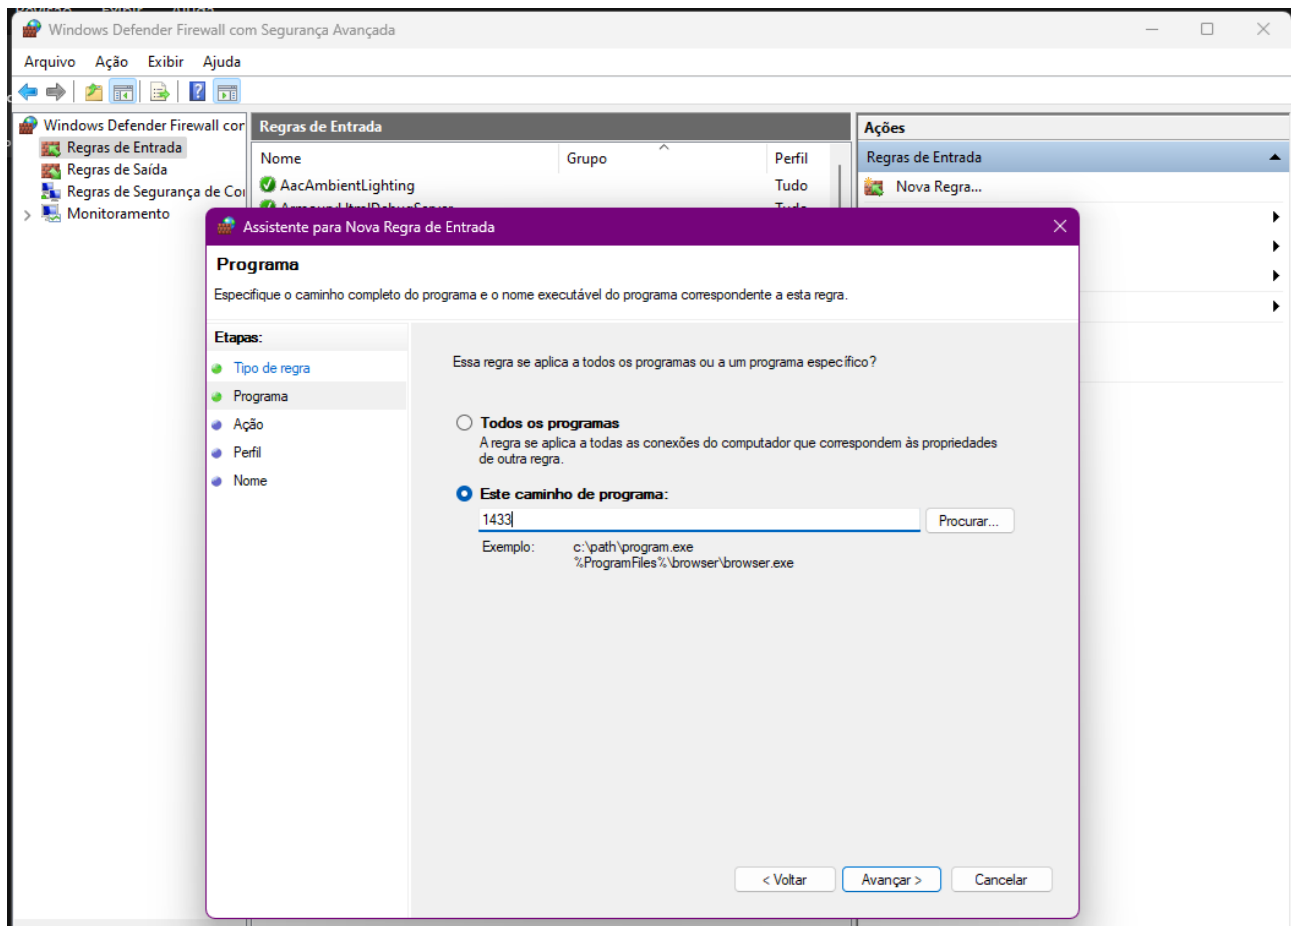 Windows Defender Firewall com Segurança Avançada
Arquivo Ação Exibir Ajuda
Windows Defender Firewall cor
Regras de Entrada
Regras de Saída
Regras de Segurança de Co
Monitoramento
Regras de Entrada
Nome Grupo Perfil
AacAmbientLighting Tudo
Ações
Regras de Entrada
Nova Regra...
Assistente para Nova Regra de Entrada
Programa
Especifique o caminho completo do programa e o nome executável do programa correspondente a esta regra.
Etapas:
Tipo de regra
Programa
Ação
Perfil
Nome
Essa regra se aplica a todos os programas ou a um programa específico?
Todos os programas
A regra se aplica a todas as conexões do computador que correspondem às propriedades
de outra regra.
Este caminho de programa:
1433
Procurar...
Exemplo: c:\path\program.exe
%ProgramFiles%\browser\browser.exe
< Voltar Avançar > Cancelar